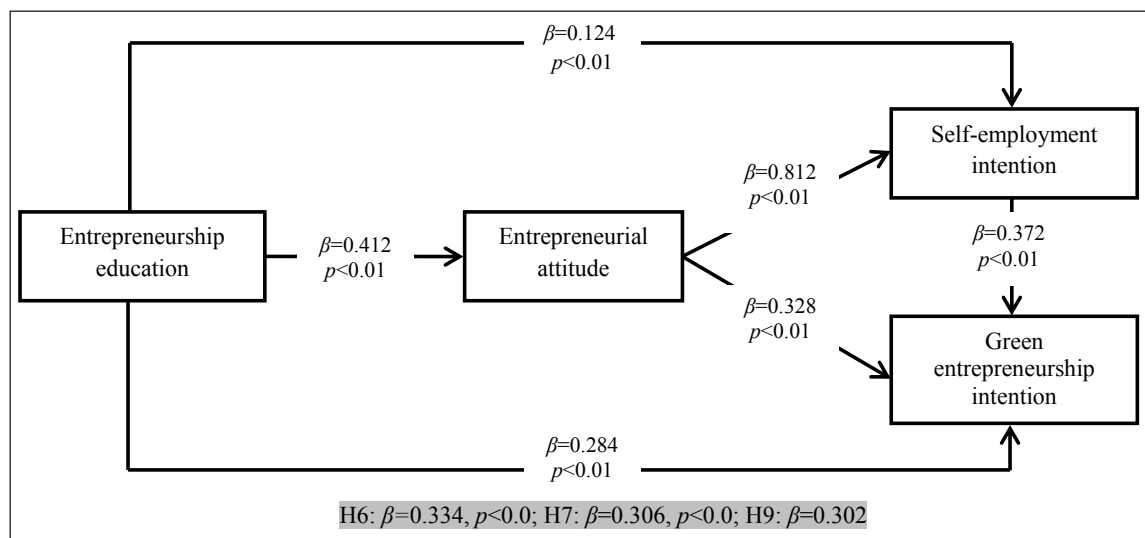 β=0.124
p<0.01
Self-employment
intention
β=0.812
p<0.01
Entrepreneurship
education
β=0.412
p<0.01
Entrepreneurial
attitude
β=0.372
p<0.01
β=0.328
p<0.01
Green
entrepreneurship
intention
β=0.284
p<0.01
H6: β=0.334, p<0.0; H7: β=0.306, p<0.0; H9: β=0.302